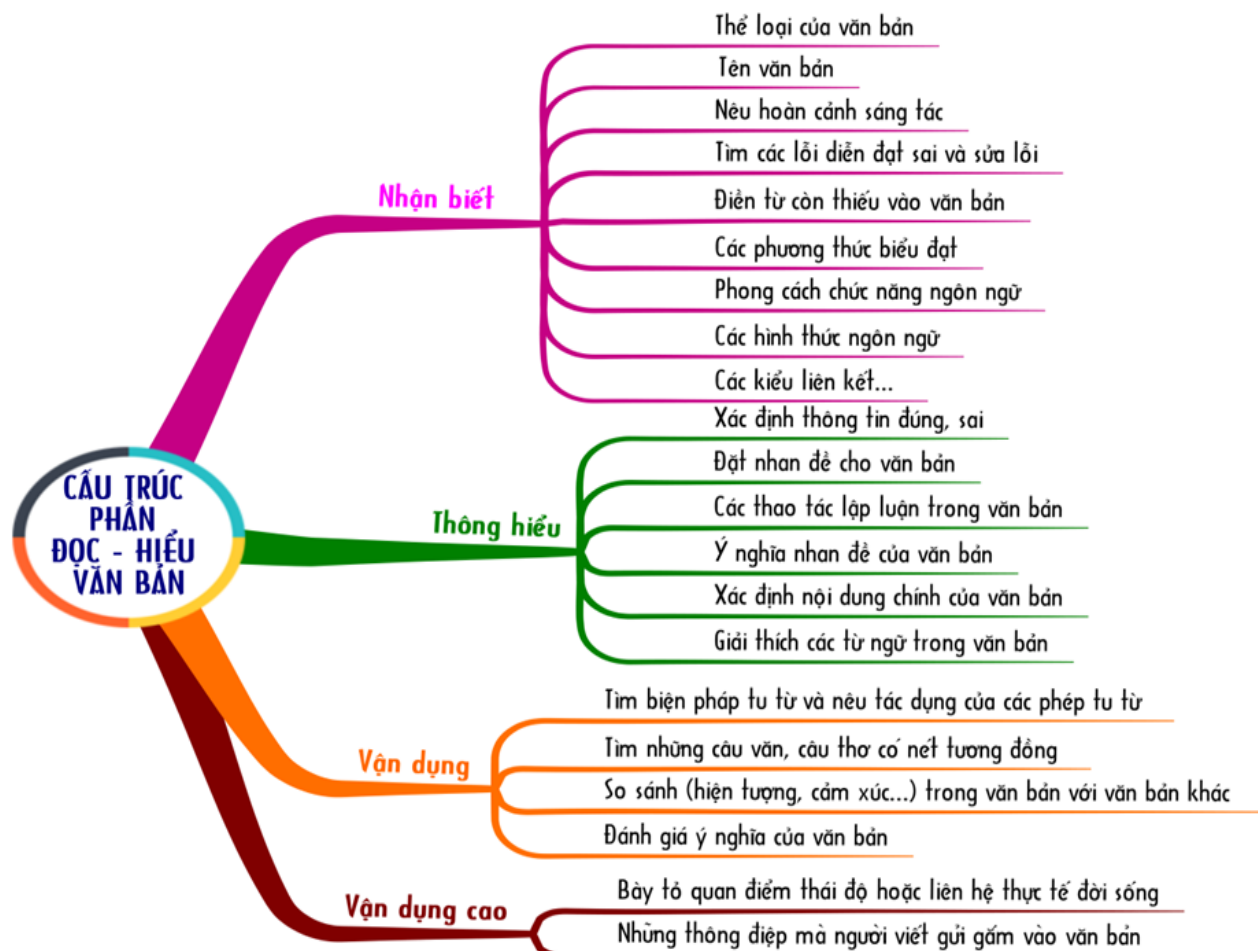 CẤU TRÚC
PHẦN
ĐỌC - HIỂU
VĂN BẢN
Nhận biết
Thể loại của văn bản
Tên văn bản
Nêu hoàn cảnh sáng tác
Tìm các lỗi diễn đạt sai và sửa lỗi
Điền từ còn thiếu vào văn bản
Các phương thức biểu đạt
Phong cách chức năng ngôn ngữ
Các hình thức ngôn ngữ
Các kiểu liên kết...
Thông hiểu
Xác định thông tin đúng, sai
Đặt nhan đề cho văn bản
Các thao tác lập luận trong văn bản
Ý nghĩa nhan đề của văn bản
Xác định nội dung chính của văn bản
Giải thích các từ ngữ trong văn bản
Vận dụng
Tìm biện pháp tu từ và nêu tác dụng của các phép tu từ
Tìm những câu văn, câu thơ có nét tương đồng
So sánh (hiện tượng, cảm xúc...) trong văn bản với văn bản khác
Đánh giá ý nghĩa của văn bản
Vận dụng cao
Bày tỏ quan điểm thái độ hoặc liên hệ thực tế đời sống
Những thông điệp mà người viết gửi gắm vào văn bản